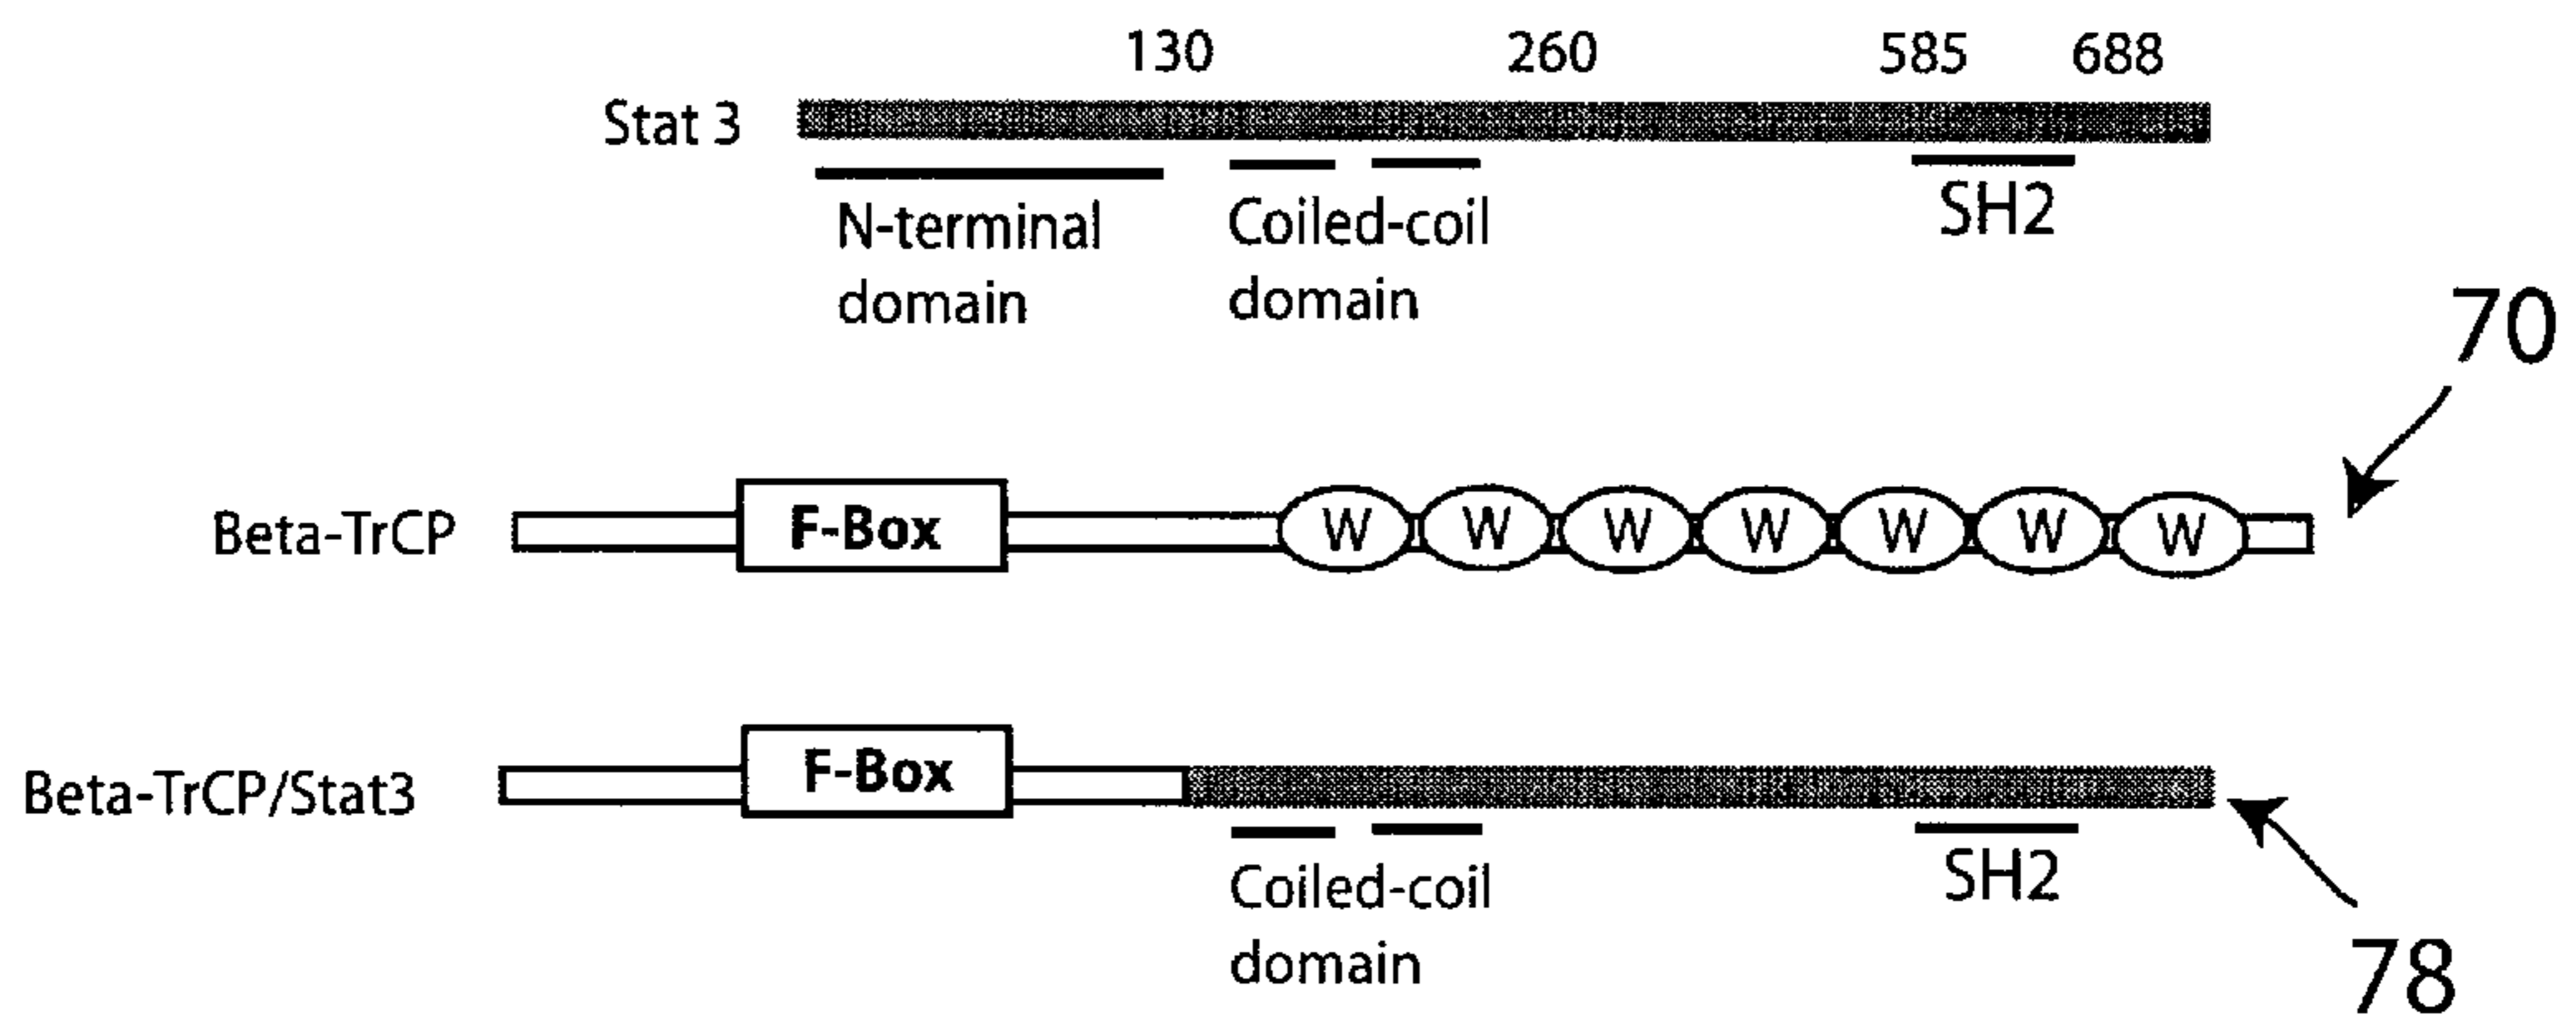 130 260 585 688
Stat 3
N-terminal
domain
Coiled-coil
domain
SH2
70
Beta-TrCP
F-Box
W W W W W W W
Beta-TrCP/Stat3
F-Box
Coiled-coil
domain
SH2
78